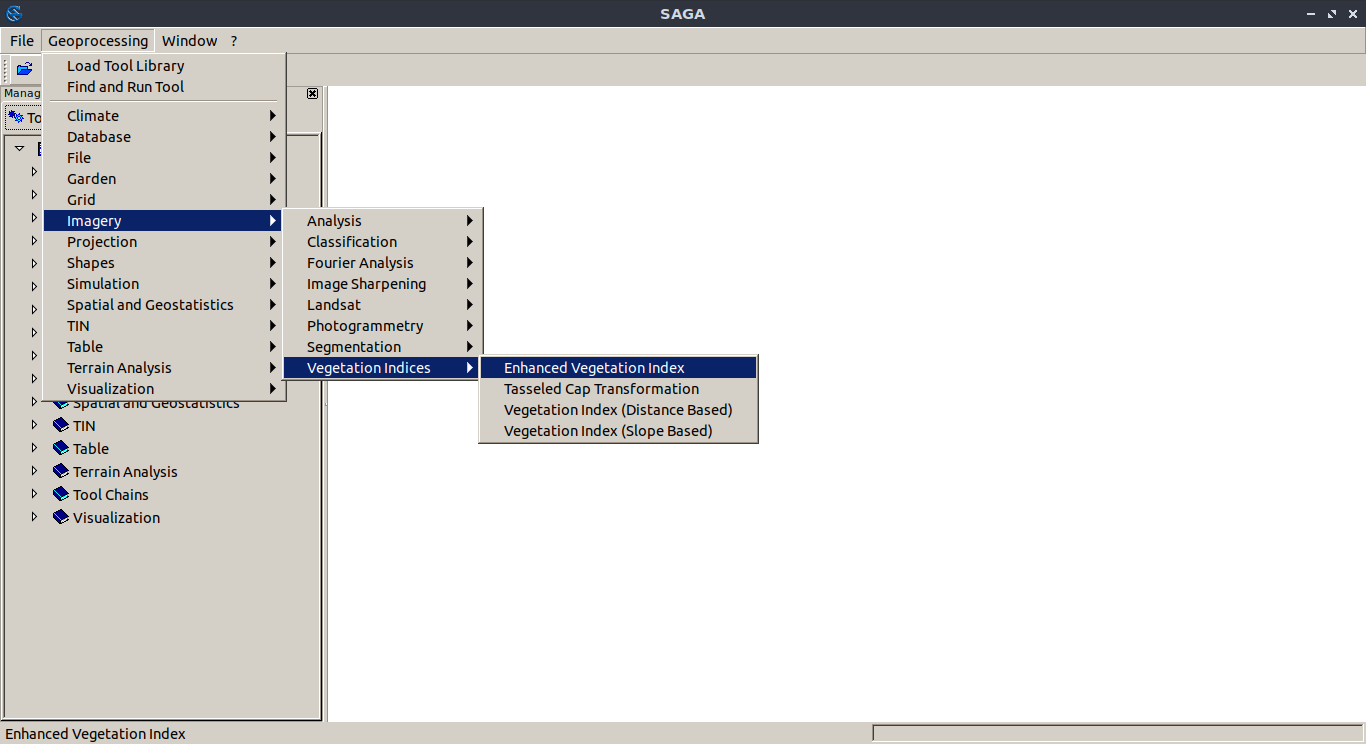 SAGA
File Geoprocessing Window ?
Load Tool Library
Find and Run Tool
Manag
To
Climate
Database
File
Garden
Grid
Imagery
Projection
Shapes
Simulation
Spatial and Geostatistics
TIN
Table
Terrain Analysis
Visualization
Analysis
Classification
Fourier Analysis
Image Sharpening
Landsat
Photogrammetry
Segmentation
Vegetation Indices
Enhanced Vegetation Index
Tasseled Cap Transformation
Vegetation Index (Distance Based)
Vegetation Index (Slope Based)
Spatial and Geostatistics
TIN
Table
Terrain Analysis
Tool Chains
Visualization
Enhanced Vegetation Index